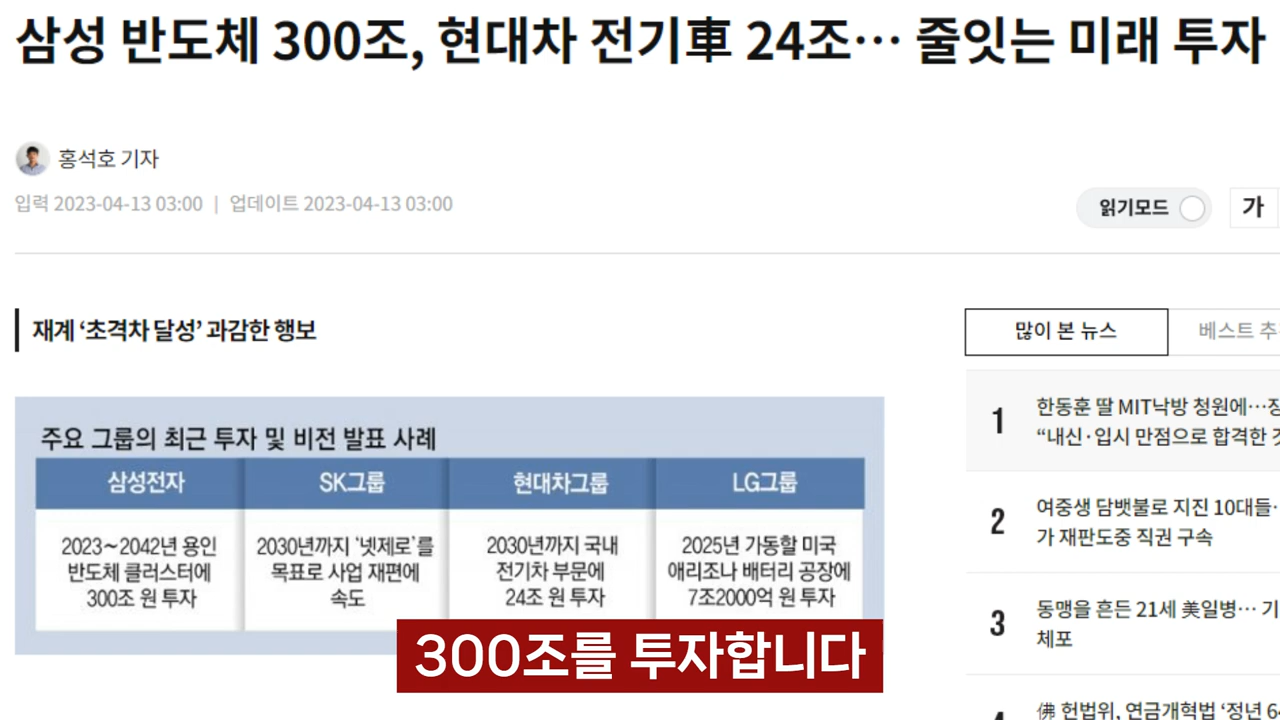 삼성 반도체 300조, 현대차 전기車 24조… 줄잇는 미래 투자
홍석호 기자
입력 2023-04-13 03:00 | 업데이트 2023-04-13 03:00
읽기모드
가
재계 ‘초격차 달성’ 과감한 행보
주요 그룹의 최근 투자 및 비전 발표 사례
삼성전자
2023~2042년 용인
반도체 클러스터에
300조 원 투자
SK그룹
2030년까지 ‘넷제로’를
목표로 사업 재편에
속도
현대차그룹
2030년까지 국내
전기차 부문에
24조 원 투자
LG그룹
2025년 가동할 미국
애리조나 배터리 공장에
7조2000억 원 투자
300조를 투자합니다
많이 본 뉴스
베스트
1
한동훈 딸 MIT낙방 청원에…
“내신·입시 만점으로 합격한
2
여중생 담뱃불로 지진 10대들·
가 재판도중 직권 구속
3
동맹을 흔든 21세 美일병…
체포
佛 헌법위, 연금개혁법 ‘정년